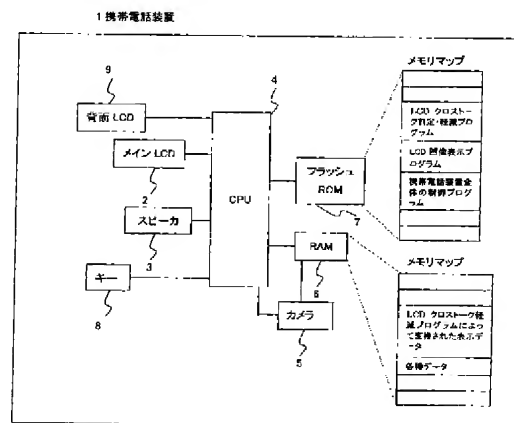 1 携帯電話装置
9
背面 LCD
メイン LCD
2
スピーカ
3
キー
8
4
CPU
フラッシュ
ROM
7
RAM
6
カメラ
5
メモリマップ
LCD クロストー
ク判定・軽減プ
ログラム
LCD 画像表示プ
ログラム
携帯電話装置全
体の制御プログ
ラム
メモリマップ
LCD クロストーク軽
減プログラムによっ
て変換された表示デ
ータ
各種データ